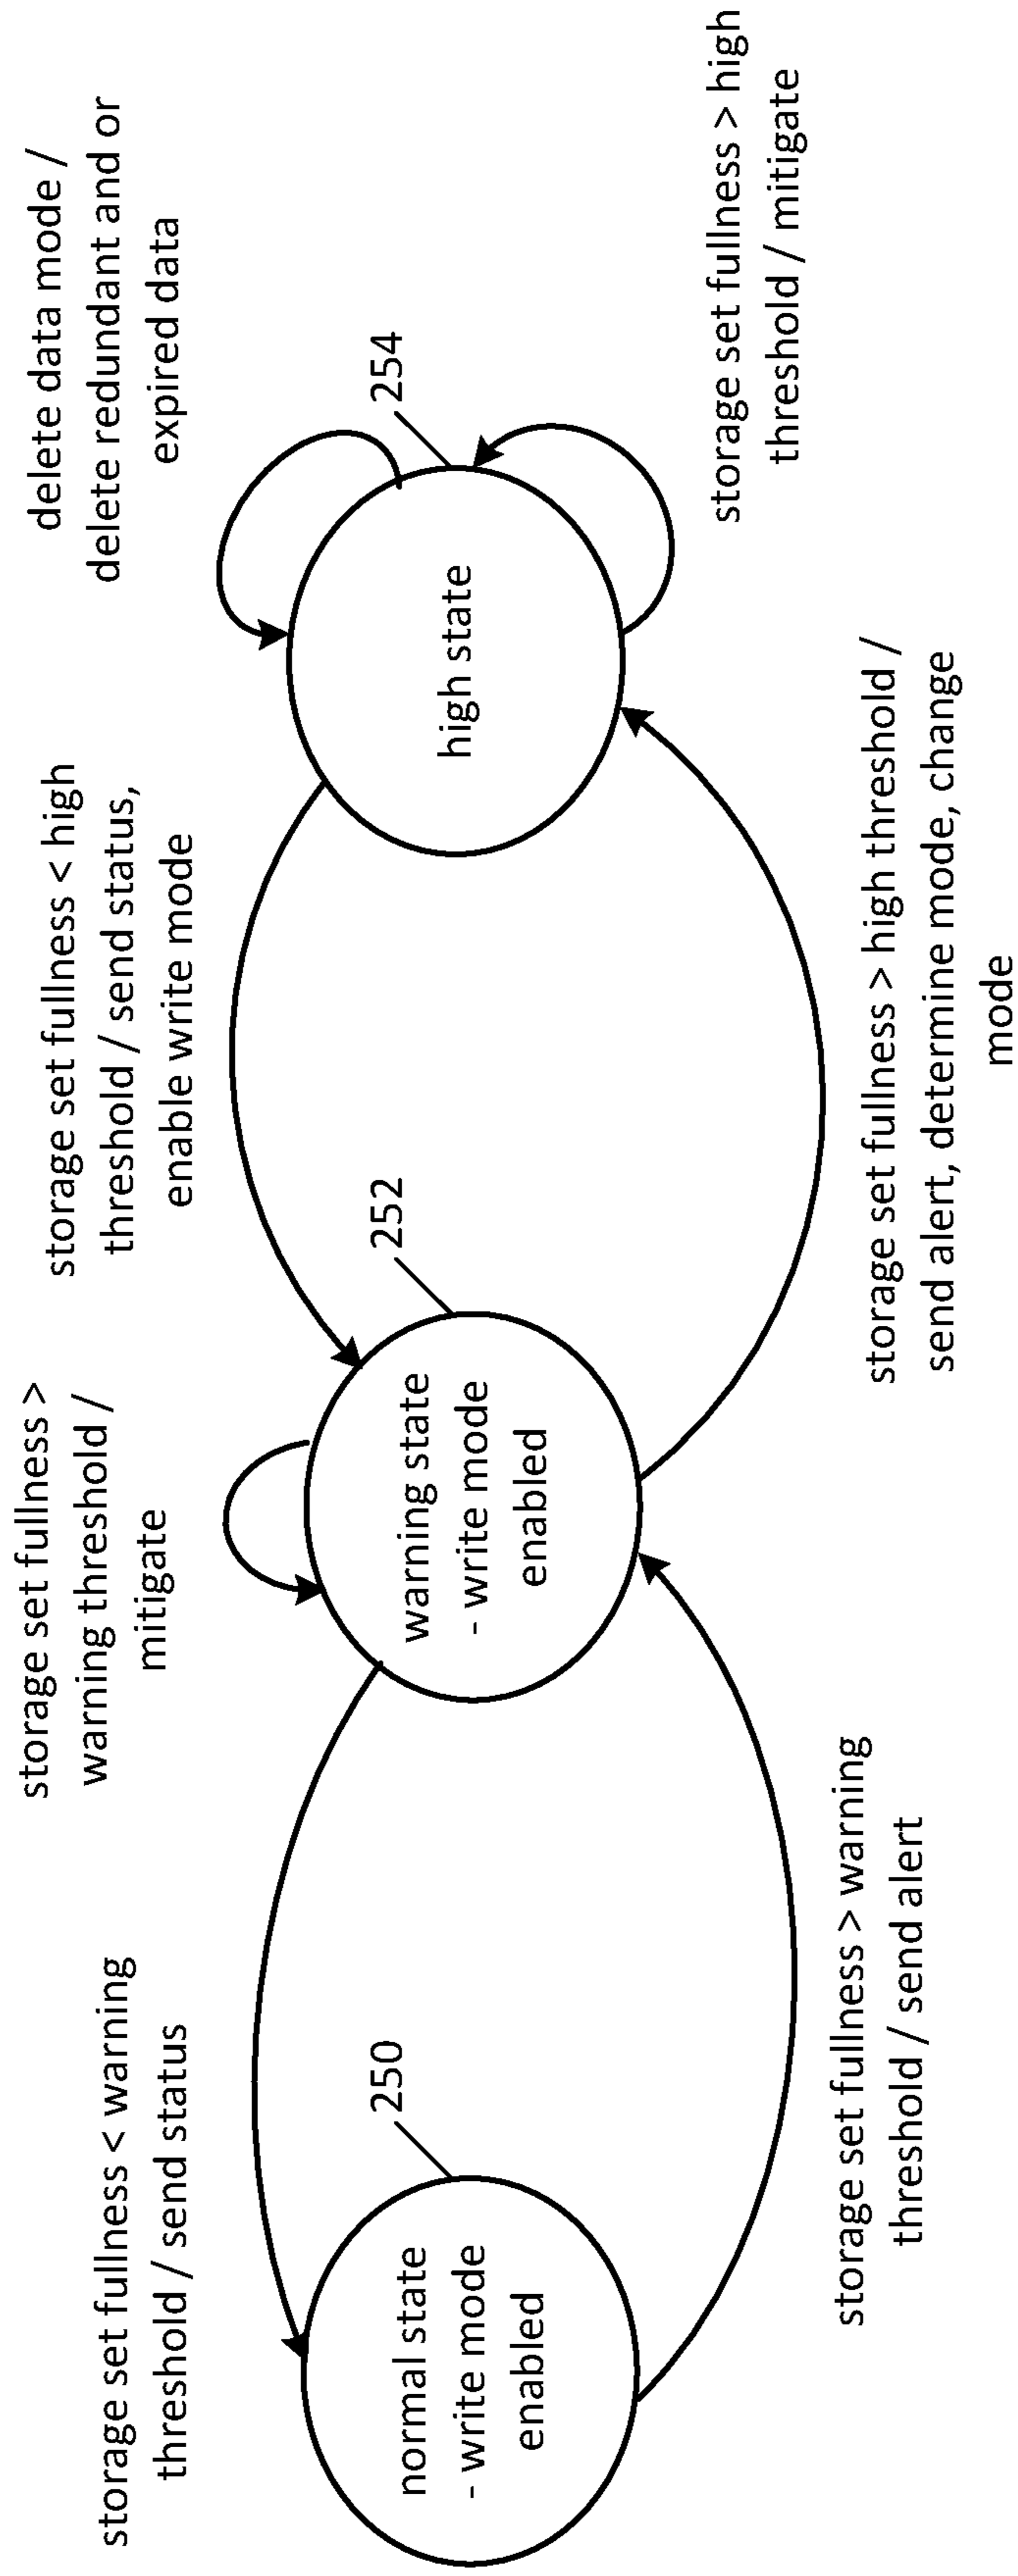 storage set fullness < warning
threshold / send status
storage set fullness >
warning threshold /
mitigate
storage set fullness < high
threshold / send status,
enable write mode
delete data mode /
delete redundant and or
expired data
250
252
254
normal state
- write mode
enabled
warning state
- write mode
enabled
high state
storage set fullness > warning
threshold / send alert
storage set fullness > high threshold /
send alert, determine mode, change
mode
storage set fullness > high
threshold / mitigate